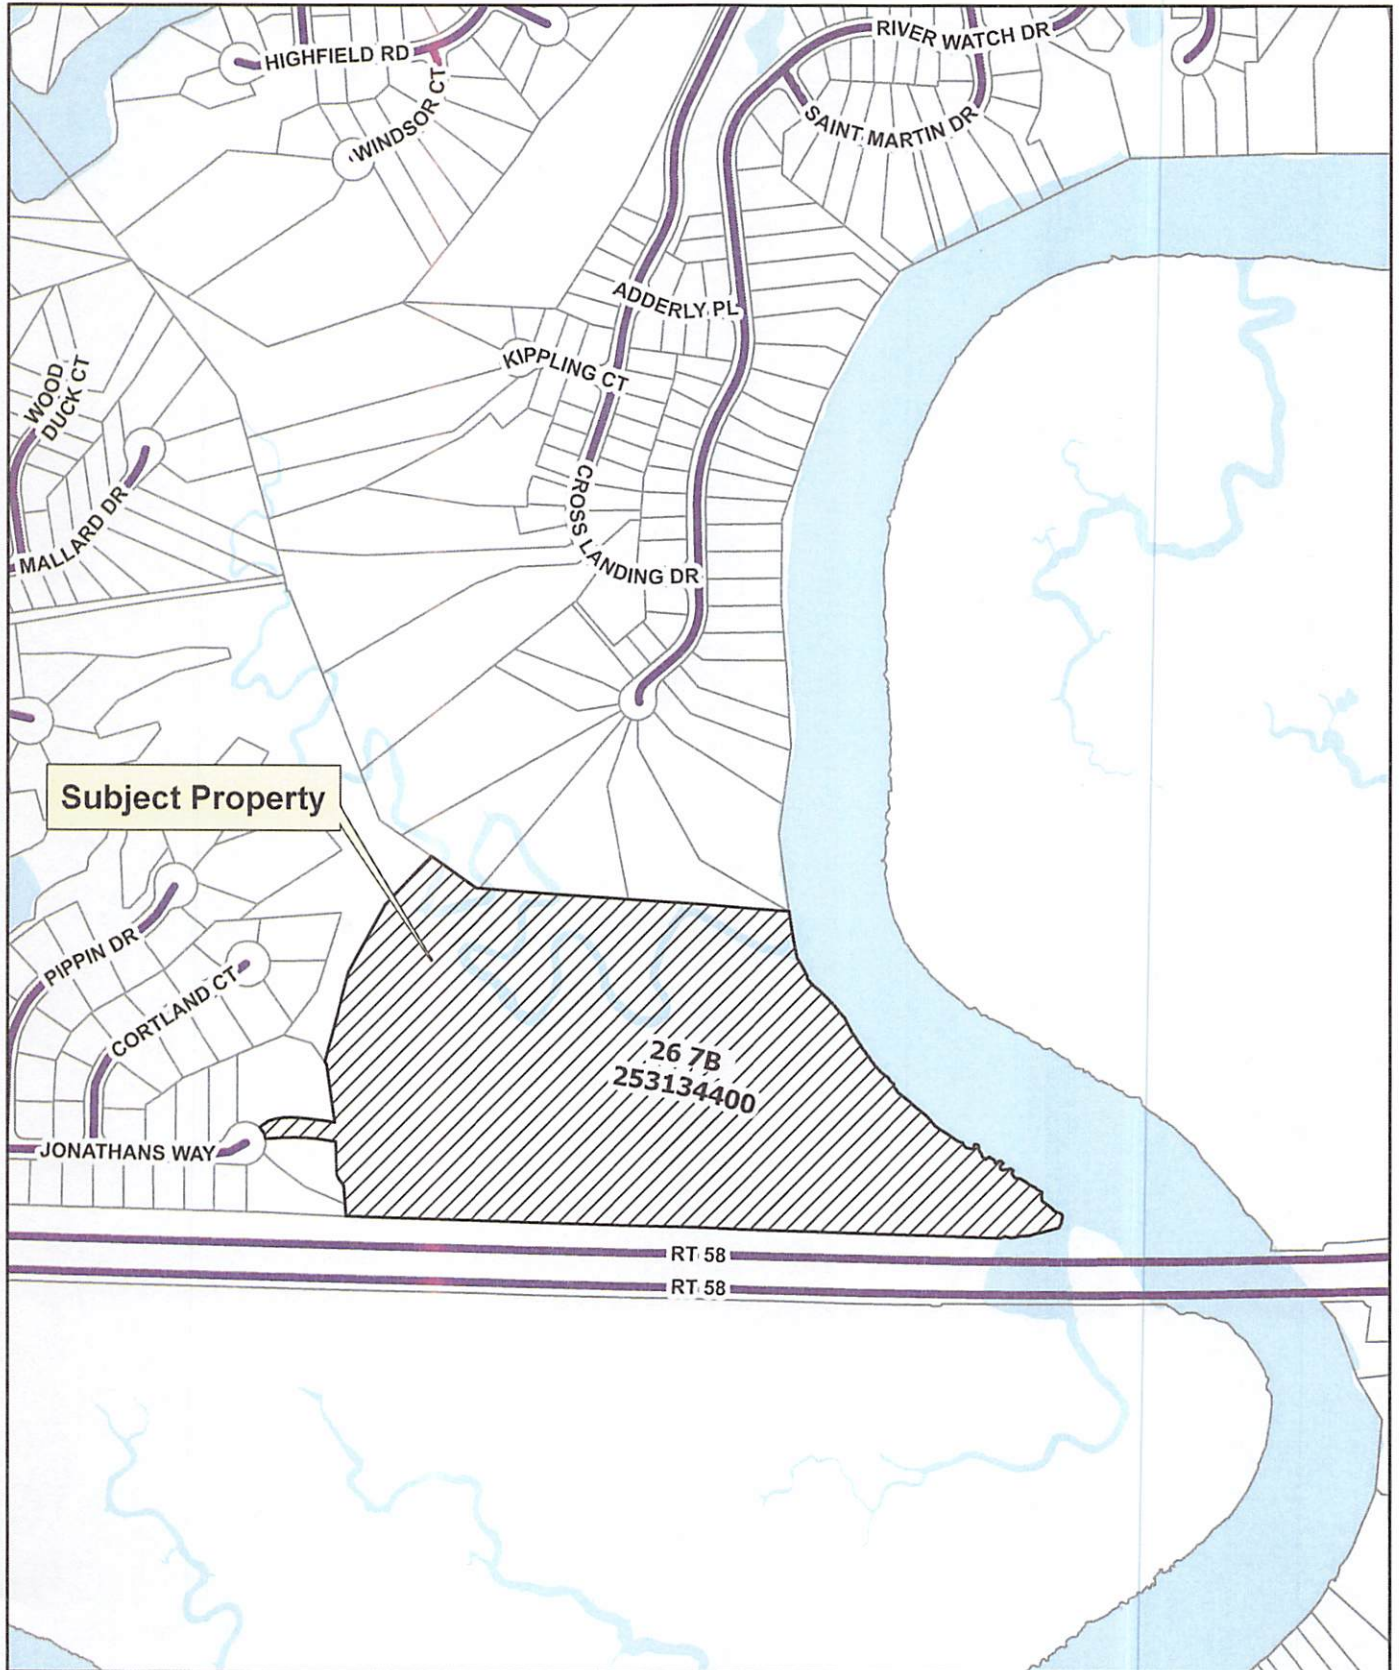 HIGHFIELD RD
RIVER WATCH DR
WINDSOR CT
SAINT MARTIN DR
ADDERLY PL
KIPPLING CT
WOOD
DUCK CT
MALLARD DR
CROSS LANDING DR
Subject Property
PIPPIN DR
CORTLAND CT
26 7B
253134400
JONATHANS WAY
RT 58
RT 58